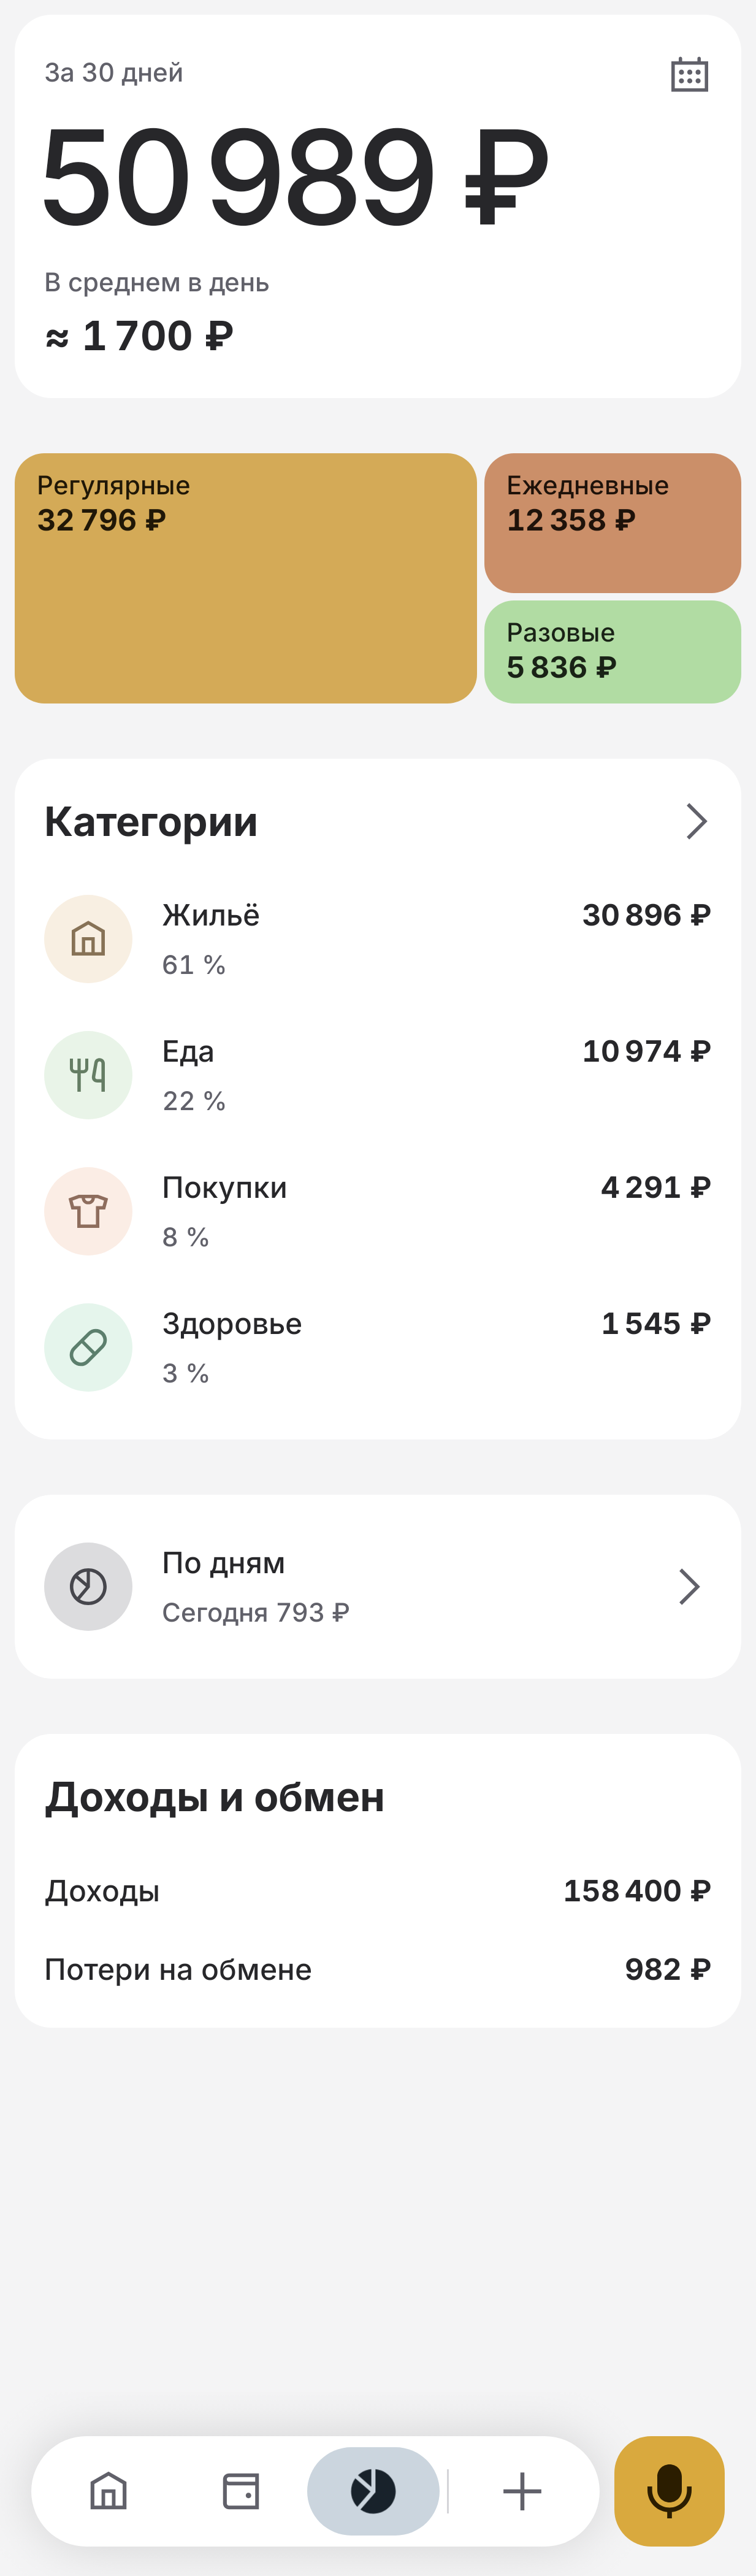 За 30 дней
50 989 ₽
В среднем в день
≈ 1 700 ₽
Регулярные
32 796 ₽
Ежедневные
12 358 ₽
Разовые
5 836 ₽
Категории
Жильё
30 896 ₽
61 %
Еда
10 974 ₽
22 %
Покупки
4 291 ₽
8 %
Здоровье
1 545 ₽
3 %
По дням
Сегодня 793 ₽
Доходы и обмен
Доходы
158 400 ₽
Потери на обмене
982 ₽